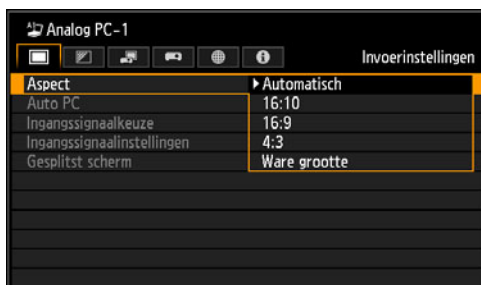 Analog PC-1
Invoerinstellingen
Aspect
Automatisch
Auto PC
16:10
Ingangssignaalkeuze
16:9
Ingangssignaalinstellingen
4:3
Gesplitst scherm
Ware grootte